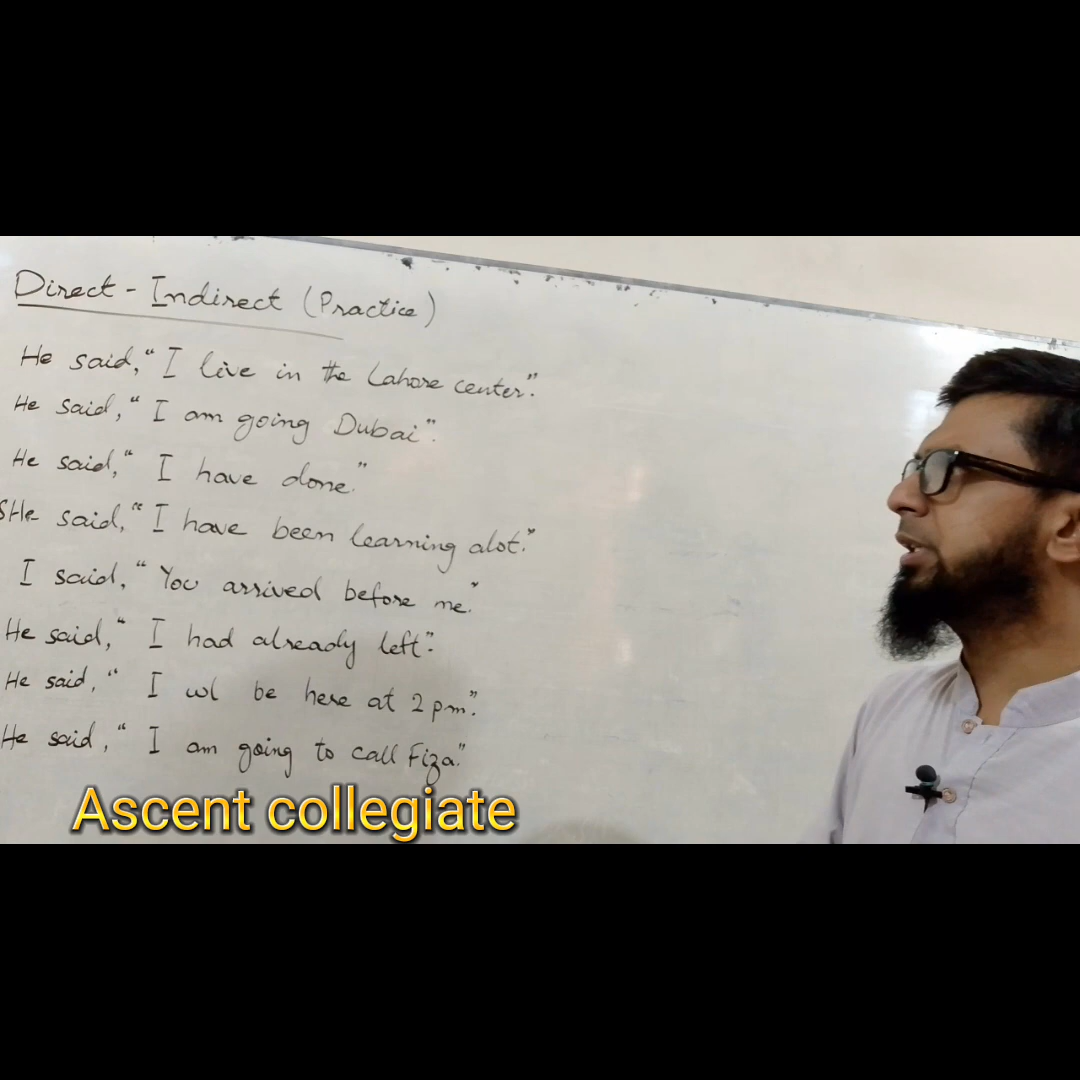 Direct - Indirect (Practice)
He said, “I live in the Lahore center”.
He said, “I am going Dubai”.
He said, “I have done.”
SHe said, “I have been learning alot.”
I said, “You arrived before me.”
He said, “I had already left”.
He said, “I wl be here at 2 pm”.
He said, “I am going to call Fiza.”
Ascent collegiate